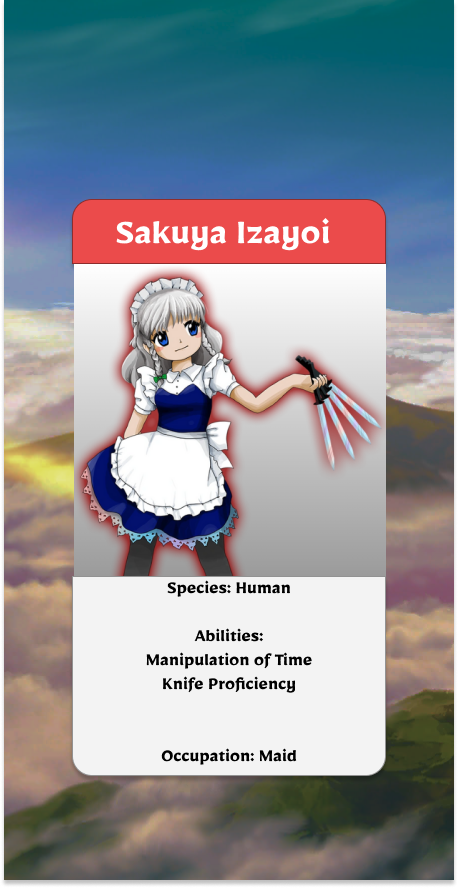 Sakuya Izayoi
Species: Human
Abilities:
Manipulation of Time
Knife Proficiency
Occupation: Maid